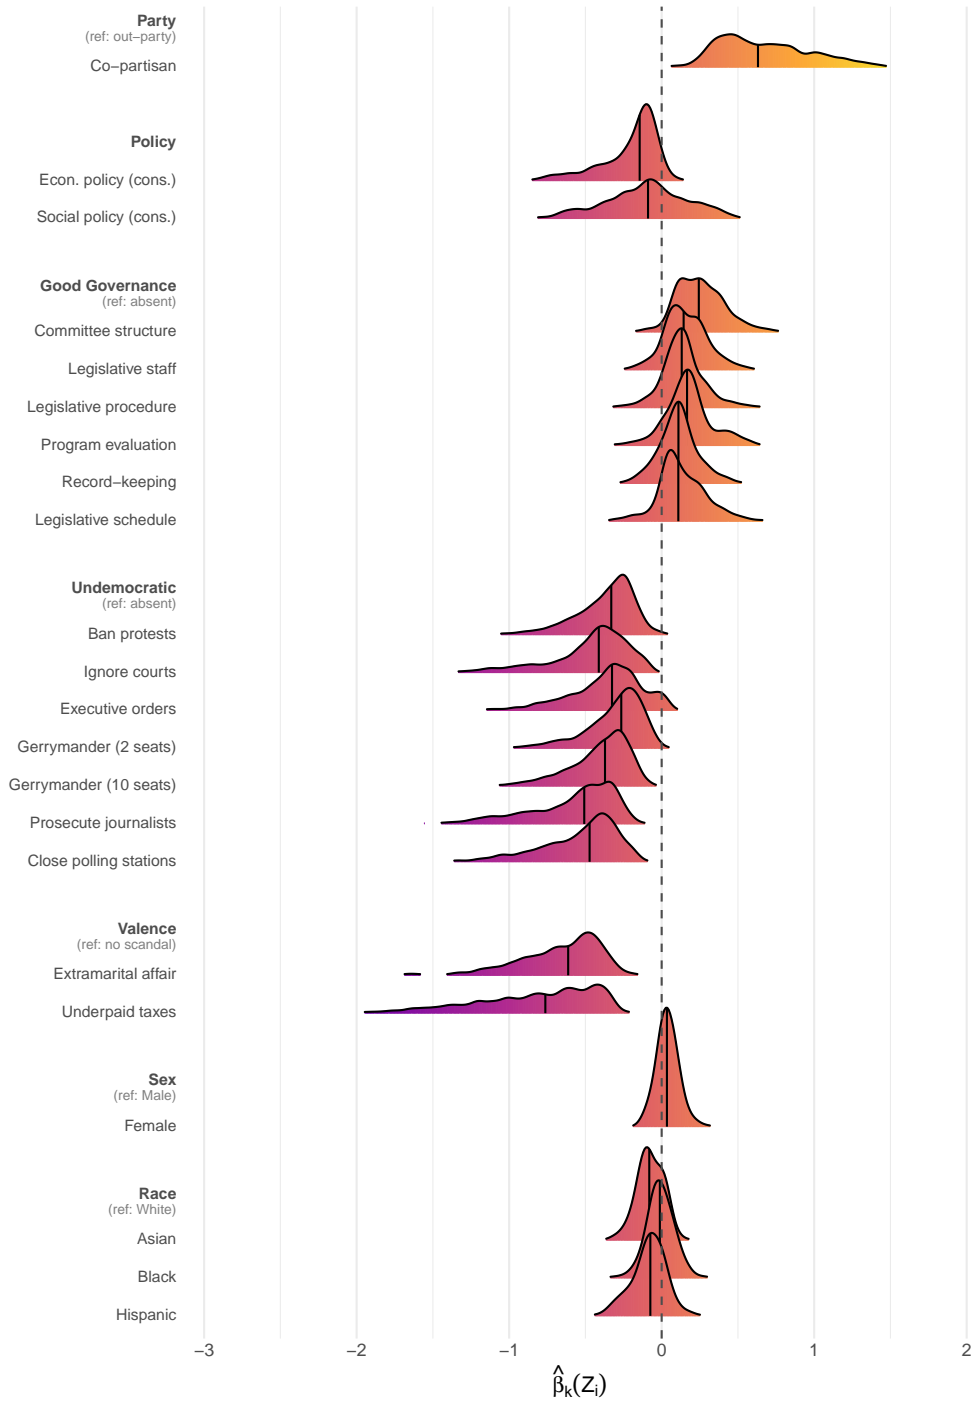 Party
(ref: out−party)
Co−partisan
Policy
Econ. policy (cons.)
Social policy (cons.)
Good Governance
(ref: absent)
Committee structure
Legislative staff
Legislative procedure
Program evaluation
Record−keeping
Legislative schedule
Undemocratic
(ref: absent)
Ban protests
Ignore courts
Executive orders
Gerrymander (2 seats)
Gerrymander (10 seats)
Prosecute journalists
Close polling stations
Valence
(ref: no scandal)
Extramarital affair
Underpaid taxes
Sex
(ref: Male)
Female
Race
(ref: White)
Asian
Black
Hispanic
−3 −2 −1 0 1 2
β̂k(Zi)